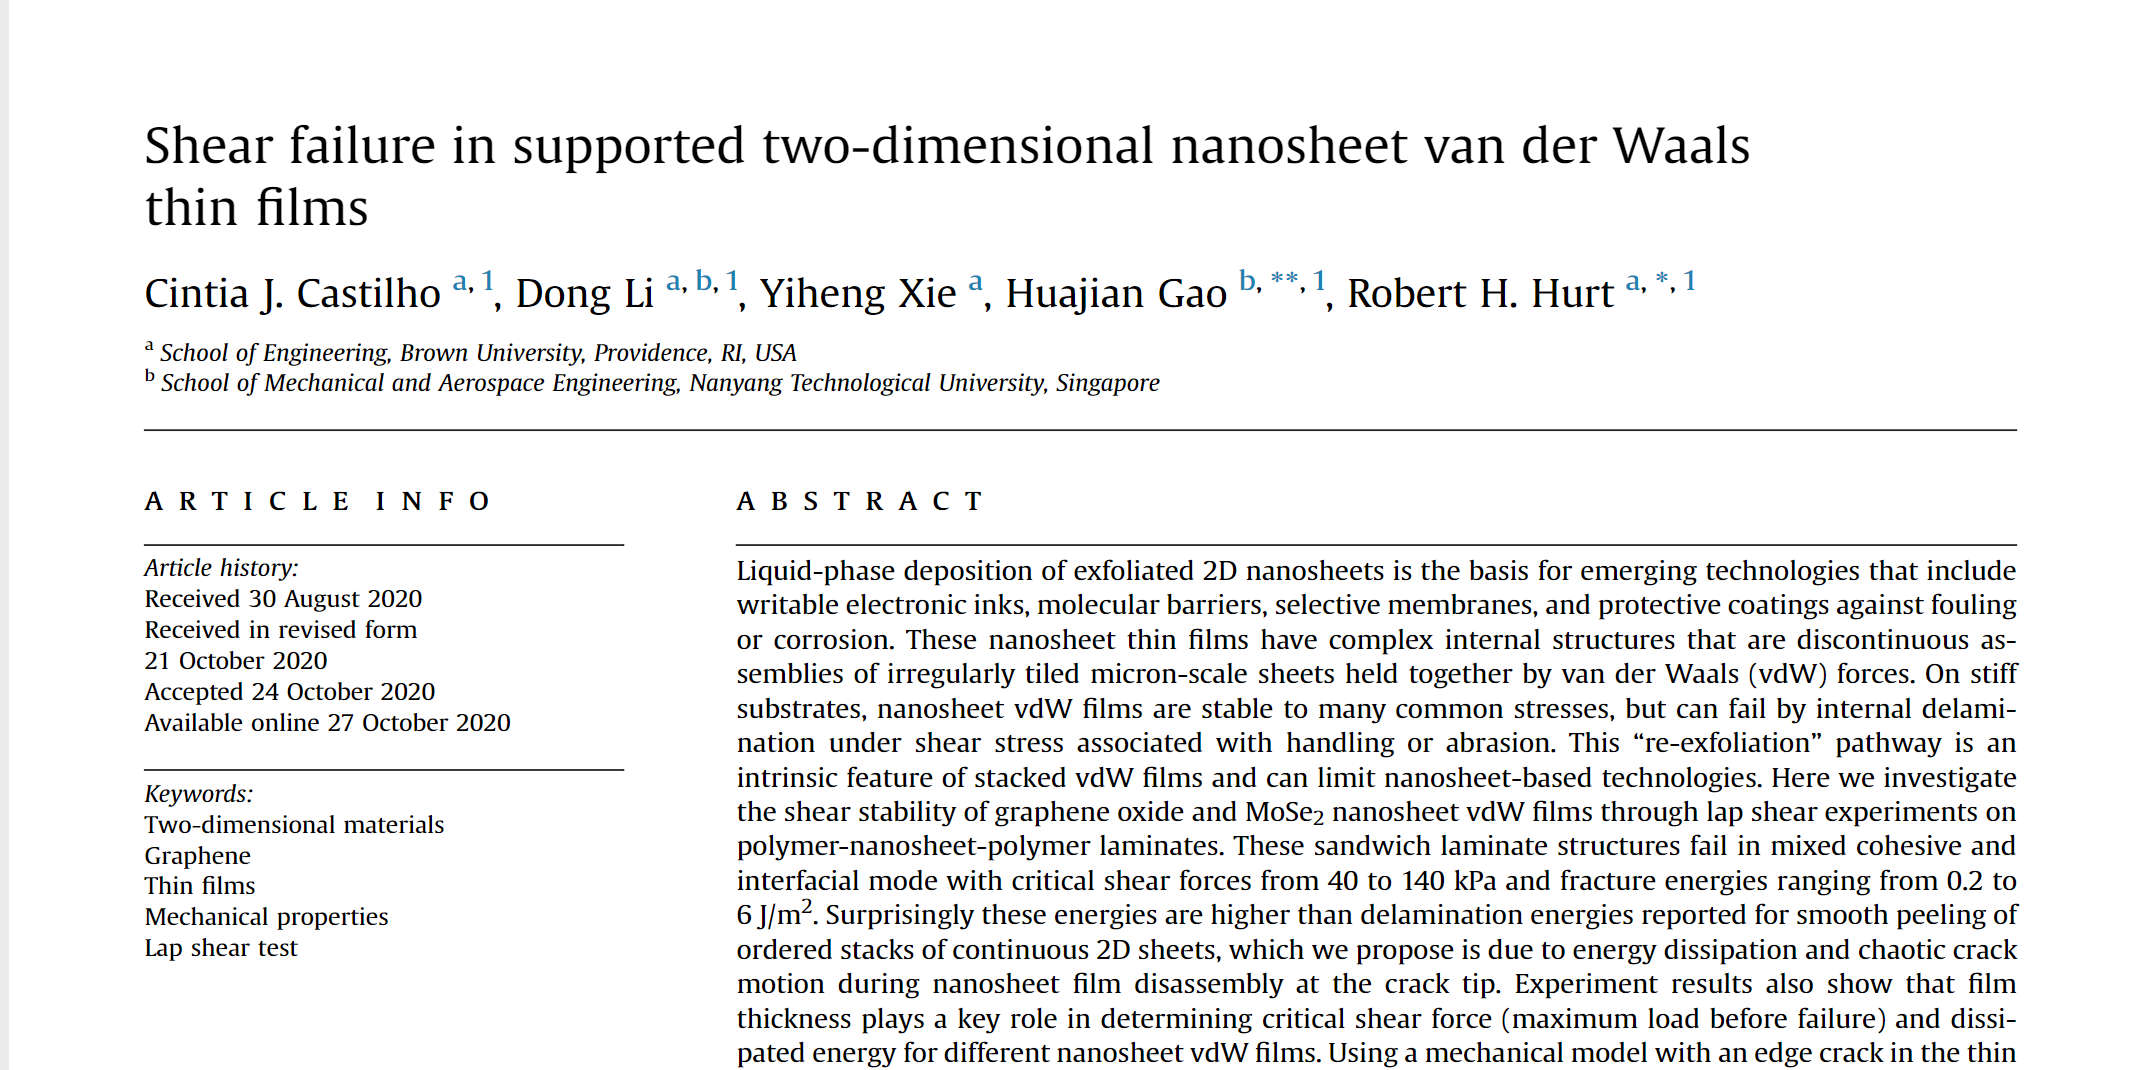 Shear failure in supported two-dimensional nanosheet van der Waals
thin films
Cintia J. Castilho a, 1, Dong Li a, b, 1, Yiheng Xie a, Huajian Gao b, **, 1, Robert H. Hurt a, *, 1
a School of Engineering, Brown University, Providence, RI, USA
b School of Mechanical and Aerospace Engineering, Nanyang Technological University, Singapore
ARTICLE INFO
Article history:
Received 30 August 2020
Received in revised form
21 October 2020
Accepted 24 October 2020
Available online 27 October 2020
Keywords:
Two-dimensional materials
Graphene
Thin films
Mechanical properties
Lap shear test
ABSTRACT
Liquid-phase deposition of exfoliated 2D nanosheets is the basis for emerging technologies that include
writable electronic inks, molecular barriers, selective membranes, and protective coatings against fouling
or corrosion. These nanosheet thin films have complex internal structures that are discontinuous as-
semblies of irregularly tiled micron-scale sheets held together by van der Waals (vdW) forces. On stiff
substrates, nanosheet vdW films are stable to many common stresses, but can fail by internal delami-
nation under shear stress associated with handling or abrasion. This “re-exfoliation” pathway is an
intrinsic feature of stacked vdW films and can limit nanosheet-based technologies. Here we investigate
the shear stability of graphene oxide and MoSe2 nanosheet vdW films through lap shear experiments on
polymer-nanosheet-polymer laminates. These sandwich laminate structures fail in mixed cohesive and
interfacial mode with critical shear forces from 40 to 140 kPa and fracture energies ranging from 0.2 to
6 J/m2. Surprisingly these energies are higher than delamination energies reported for smooth peeling of
ordered stacks of continuous 2D sheets, which we propose is due to energy dissipation and chaotic crack
motion during nanosheet film disassembly at the crack tip. Experiment results also show that film
thickness plays a key role in determining critical shear force (maximum load before failure) and dissi-
pated energy for different nanosheet vdW films. Using a mechanical model with an edge crack in the thin